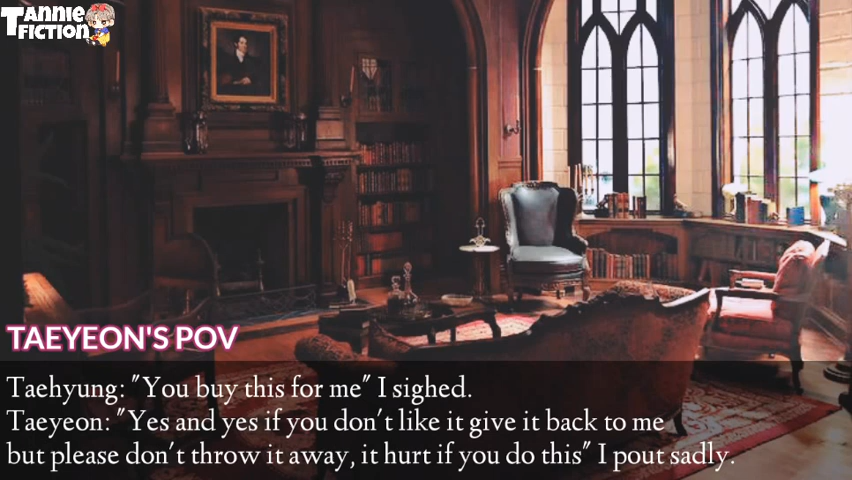 TANNIE
FICTION
TAEYEON'S POV
Taehyung: "You buy this for me" I sighed.
Taeyeon: "Yes and yes if you don't like it give it back to me
but please don't throw it away, it hurt if you do this" I pout sadly.